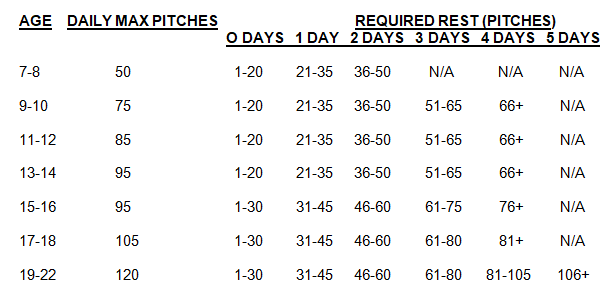 AGE DAILY MAX PITCHES REQUIRED REST (PITCHES)
O DAYS 1 DAY 2 DAYS 3 DAYS 4 DAYS 5 DAYS
7-8 50 1-20 21-35 36-50 N/A N/A N/A
9-10 75 1-20 21-35 36-50 51-65 66+ N/A
11-12 85 1-20 21-35 36-50 51-65 66+ N/A
13-14 95 1-20 21-35 36-50 51-65 66+ N/A
15-16 95 1-30 31-45 46-60 61-75 76+ N/A
17-18 105 1-30 31-45 46-60 61-80 81+ N/A
19-22 120 1-30 31-45 46-60 61-80 81-105 106+